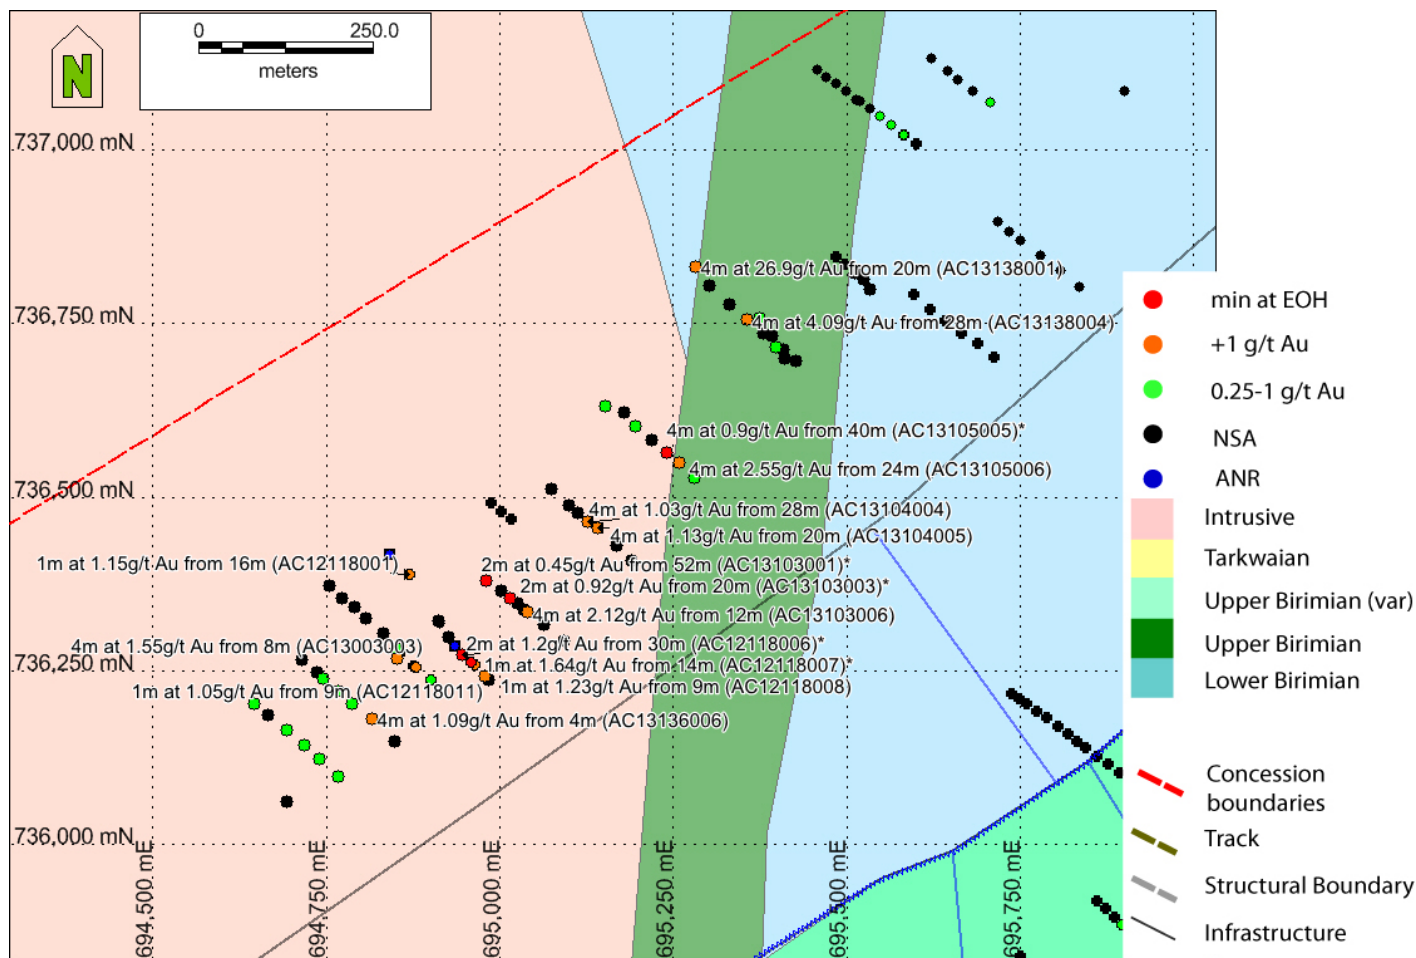 0 250.0
meters
N
737,000 mN
4m at 26.9g/t Au from 20m (AC13138001)
736,750 mN
4m at 4.09g/t Au from 28m (AC13138004)
4m at 0.9g/t Au from 40m (AC13105005)*
4m at 2.55g/t Au from 24m (AC13105006)
736,500 mN
4m at 1.03g/t Au from 28m (AC13104004)
4m at 1.13g/t Au from 20m (AC13104005)
1m at 1.15g/t Au from 16m (AC12118001)
2m at 0.45g/t Au from 52m (AC13103001)*
2m at 0.92g/t Au from 20m (AC13103003)*
4m at 2.12g/t Au from 12m (AC13103006)
4m at 1.55g/t Au from 8m (AC13003003)
2m at 1.2g/t Au from 30m (AC12118006)*
736,250 mN
1m at 1.64g/t Au from 14m (AC12118007)*
1m at 1.05g/t Au from 9m (AC12118011)
1m at 1.23g/t Au from 9m (AC12118008)
4m at 1.09g/t Au from 4m (AC13136006)
736,000 mN
694,500 mE
694,750 mE
695,000 mE
695,250 mE
695,500 mE
695,750 mE
min at EOH
+1 g/t Au
0.25-1 g/t Au
NSA
ANR
Intrusive
Tarkwaian
Upper Birimian (var)
Upper Birimian
Lower Birimian
Concession
boundaries
Track
Structural Boundary
Infrastructure